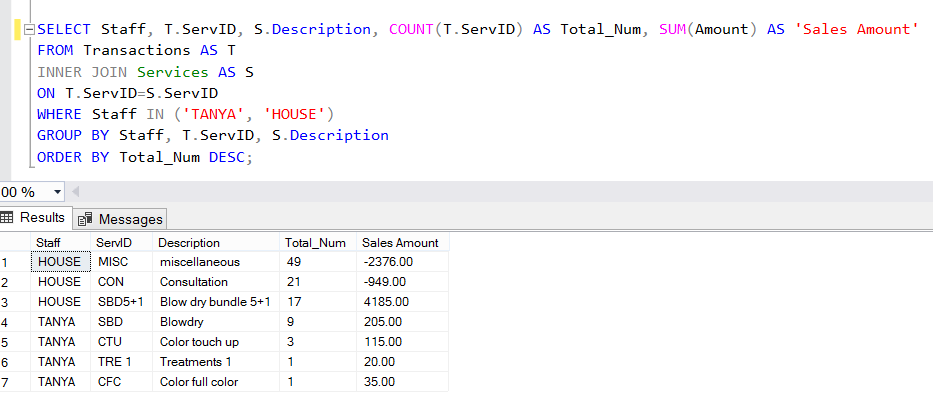 SELECT Staff, T.ServID, S.Description, COUNT(T.ServID) AS Total_Num, SUM(Amount) AS 'Sales Amount'
FROM Transactions AS T
INNER JOIN Services AS S
ON T.ServID=S.ServID
WHERE Staff IN ('TANYA', 'HOUSE')
GROUP BY Staff, T.ServID, S.Description
ORDER BY Total_Num DESC;
00 %
Results Messages
Staff ServID Description Total_Num Sales Amount
1 HOUSE MISC miscellaneous 49 -2376.00
2 HOUSE CON Consultation 21 -949.00
3 HOUSE SBD5+1 Blow dry bundle 5+1 17 4185.00
4 TANYA SBD Blowdry 9 205.00
5 TANYA CTU Color touch up 3 115.00
6 TANYA TRE 1 Treatments 1 1 20.00
7 TANYA CFC Color full color 1 35.00